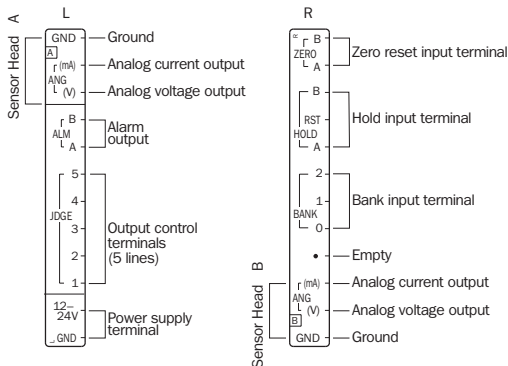 L
Sensor Head A
GND
Ground
A
(mA)
Analog current output
ANG
(V)
Analog voltage output
B
ALM
A
Alarm
output
5
4
JDGE
3
2
1
Output control
terminals
(5 lines)
12–
24V
GND
Power supply
terminal
R
R
B
ZERO
A
Zero reset input terminal
B
RST
HOLD
A
Hold input terminal
2
1
BANK
0
Bank input terminal
Empty
Sensor Head B
(mA)
Analog current output
ANG
(V)
Analog voltage output
B
GND
Ground